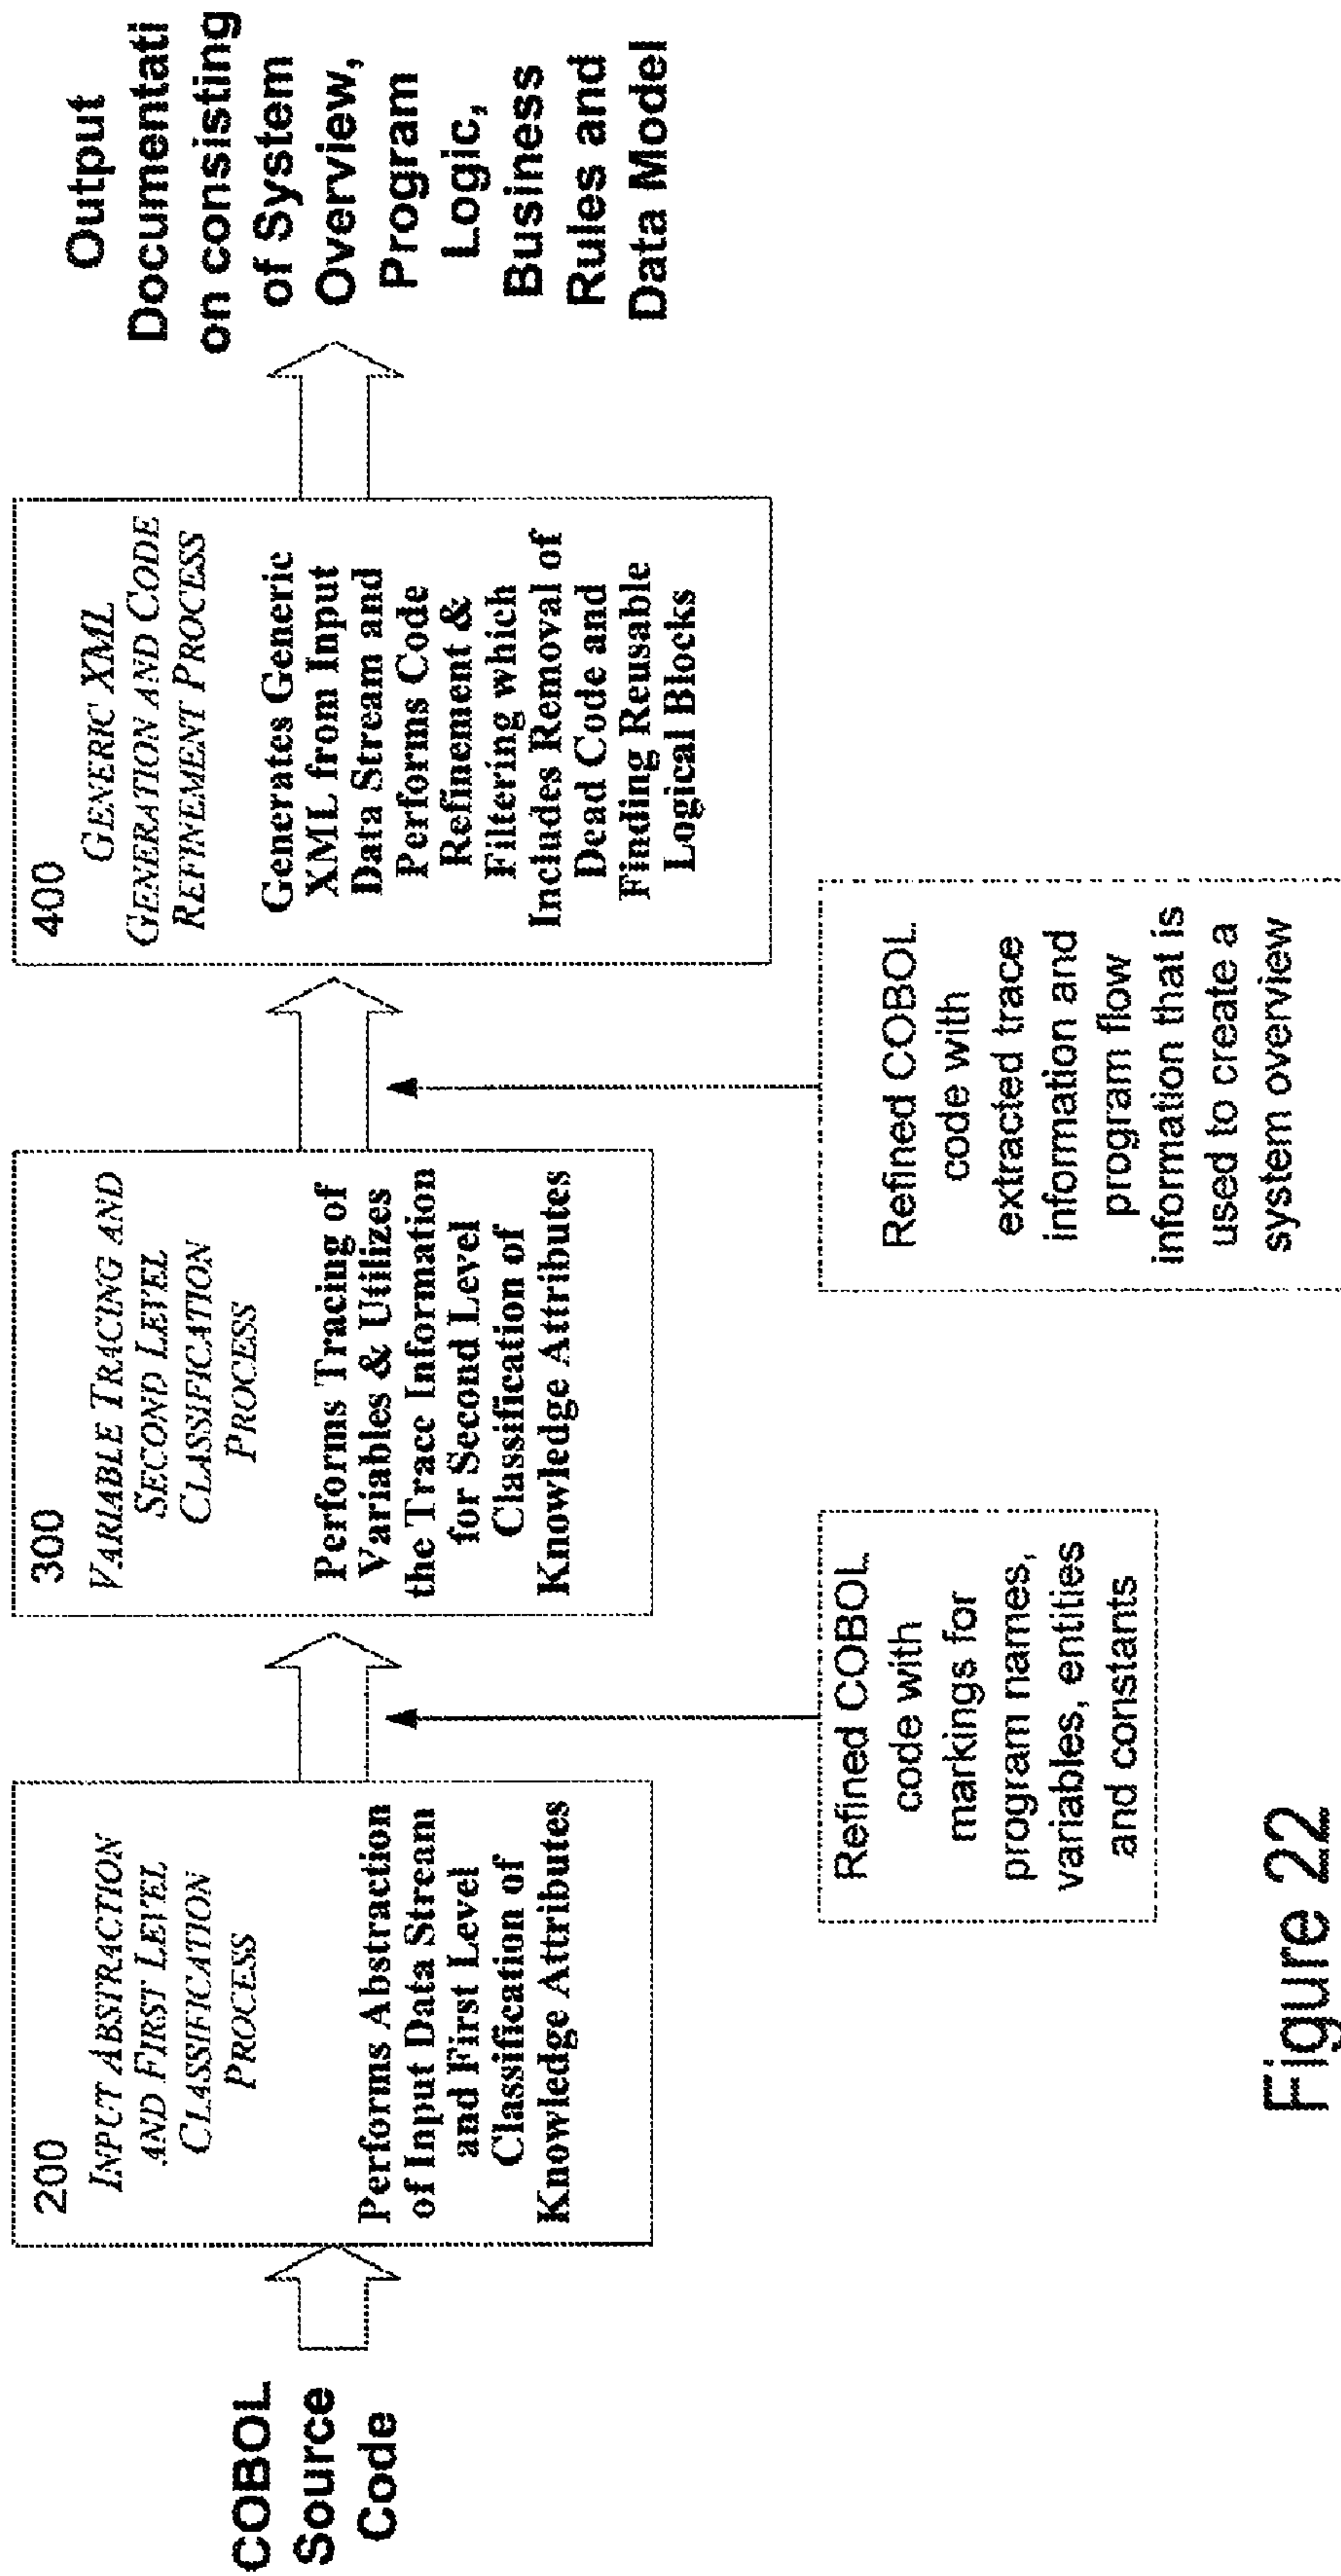 COBOL
Source
Code
200
INPUT ABSTRACTION
AND FIRST LEVEL
CLASSIFICATION
PROCESS
Performs Abstraction
of Input Data Stream
and First Level
Classification of
Knowledge Attributes
300
VARIABLE TRACING AND
SECOND LEVEL
CLASSIFICATION
PROCESS
Performs Tracing of
Variables & Utilizes
the Trace Information
for Second Level
Classification of
Knowledge Attributes
400
GENERIC XML
GENERATION AND CODE
REFINEMENT PROCESS
Generates Generic
XML from Input
Data Stream and
Performs Code
Refinement &
Filtering which
Includes Removal of
Dead Code and
Finding Reusable
Logical Blocks
Output
Documentati
on consisting
of System
Overview,
Program
Logic,
Business
Rules and
Data Model
Refined COBOL
code with
markings for
program names,
variables, entities
and constants
Refined COBOL
code with
extracted trace
information and
program flow
information that is
used to create a
system overview
Figure 22